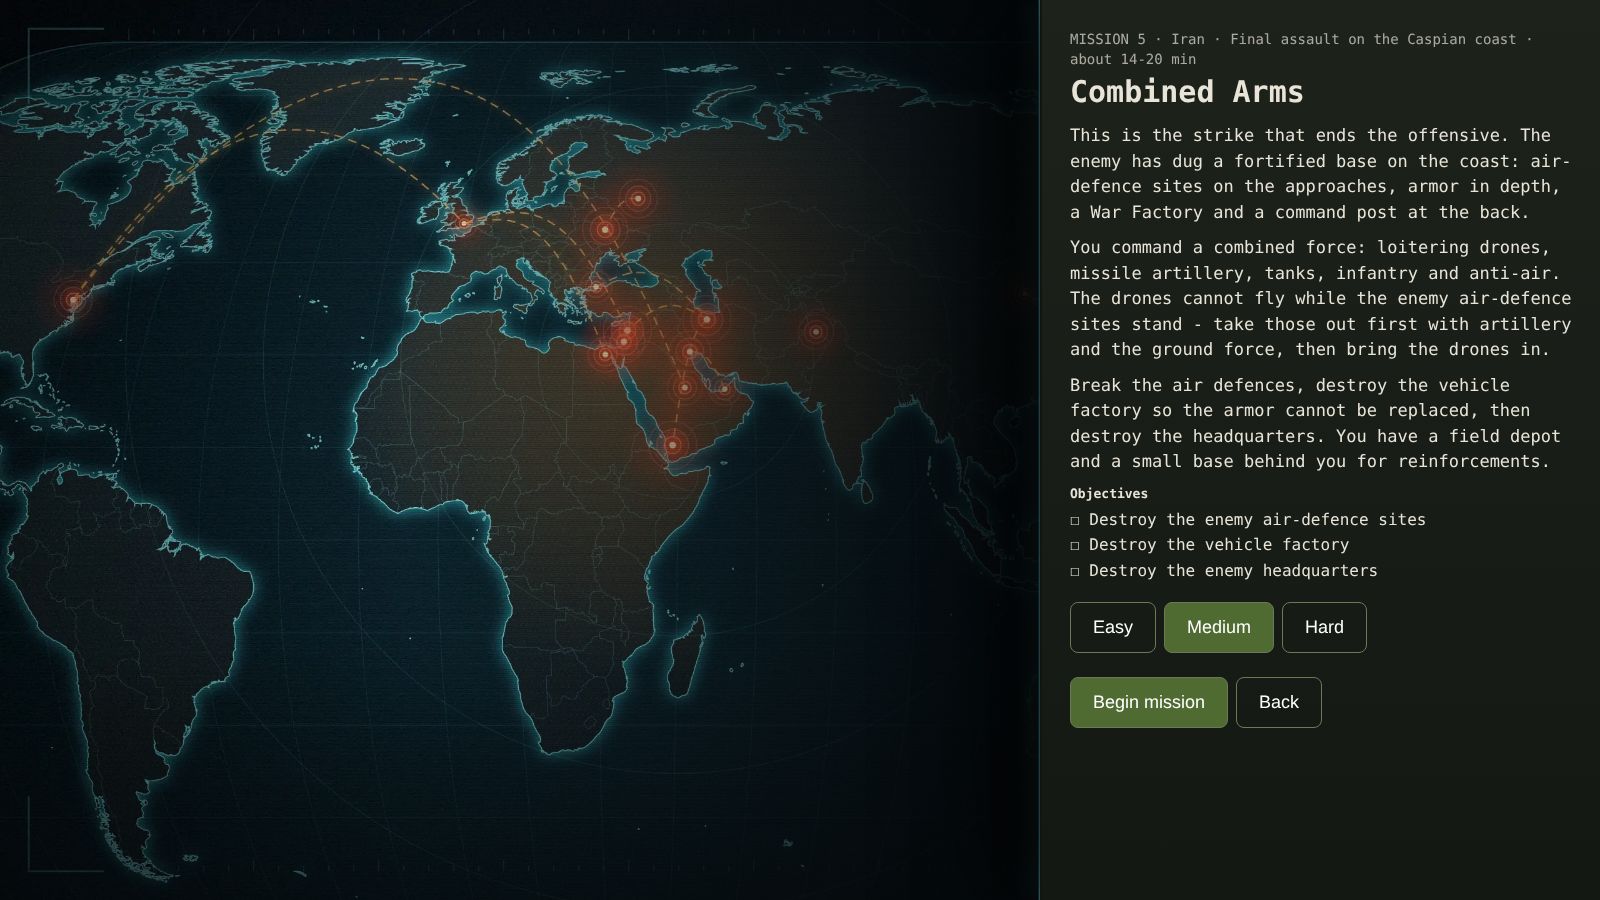 MISSION 5 · Iran · Final assault on the Caspian coast ·
about 14-20 min
Combined Arms
This is the strike that ends the offensive. The
enemy has dug a fortified base on the coast: air-
defence sites on the approaches, armor in depth,
a War Factory and a command post at the back.
You command a combined force: loitering drones,
missile artillery, tanks, infantry and anti-air.
The drones cannot fly while the enemy air-defence
sites stand - take those out first with artillery
and the ground force, then bring the drones in.
Break the air defences, destroy the vehicle
factory so the armor cannot be replaced, then
destroy the headquarters. You have a field depot
and a small base behind you for reinforcements.
Objectives
☐ Destroy the enemy air-defence sites
☐ Destroy the vehicle factory
☐ Destroy the enemy headquarters
Easy Medium Hard
Begin mission Back